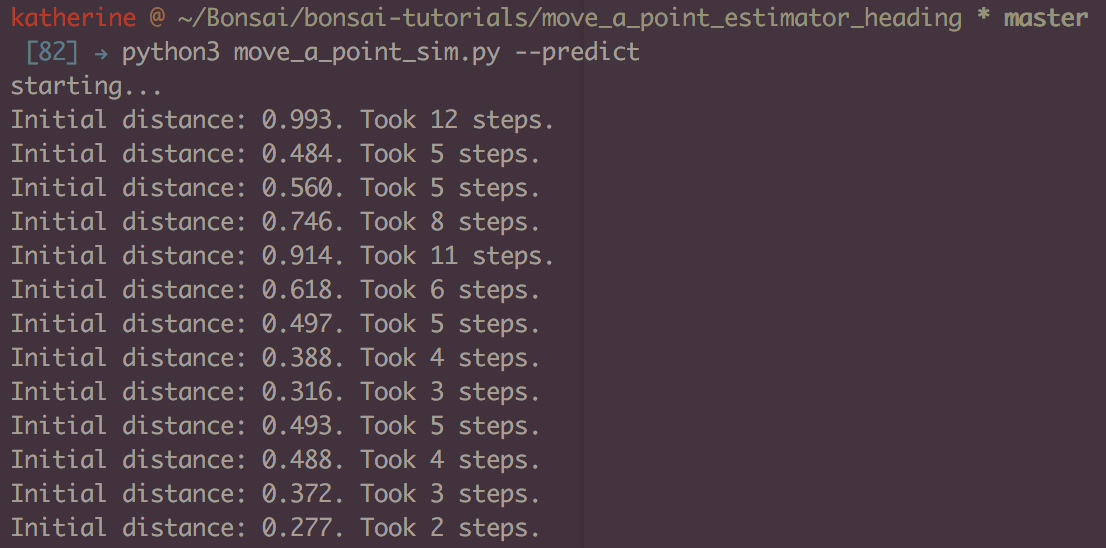 katherine @ ~/Bonsai/bonsai-tutorials/move_a_point_estimator_heading * master
[82] → python3 move_a_point_sim.py --predict
starting...
Initial distance: 0.993. Took 12 steps.
Initial distance: 0.484. Took 5 steps.
Initial distance: 0.560. Took 5 steps.
Initial distance: 0.746. Took 8 steps.
Initial distance: 0.914. Took 11 steps.
Initial distance: 0.618. Took 6 steps.
Initial distance: 0.497. Took 5 steps.
Initial distance: 0.388. Took 4 steps.
Initial distance: 0.316. Took 3 steps.
Initial distance: 0.493. Took 5 steps.
Initial distance: 0.488. Took 4 steps.
Initial distance: 0.372. Took 3 steps.
Initial distance: 0.277. Took 2 steps.